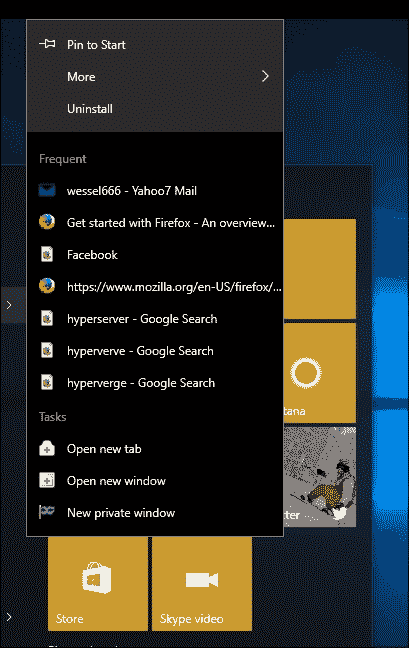 Pin to Start
More
Uninstall
Frequent
wessel666 - Yahoo7 Mail
Get started with Firefox - An overview...
Facebook
https://www.mozilla.org/en-US/firefox/...
hyperserver - Google Search
hyperverve - Google Search
hyperverge - Google Search
Tasks
tana
Open new tab
Open new window
New private window
tter
Store
Skype video